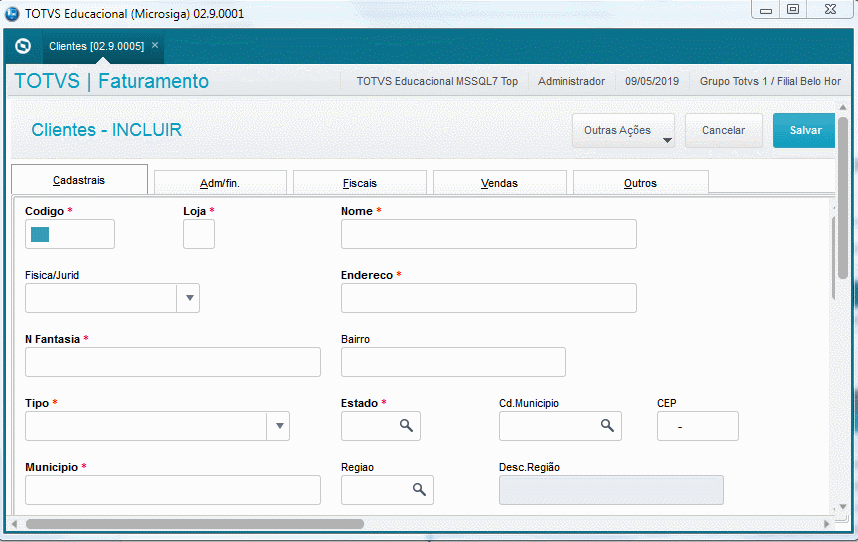 TOTVS Educacional (Microsiga) 02.9.0001
Clientes [02.9.0005] ×
TOTVS | Faturamento
TOTVS Educacional MSSQL7 Top
Administrador
09/05/2019
Grupo Totvs 1 / Filial Belo Hor
Clientes - INCLUIR
Outras Ações
Cancelar
Salvar
Cadastrais
Adm/fin.
Fiscais
Vendas
Outros
Codigo *
Loja *
Nome *
Fisica/Jurid
Endereco *
N Fantasia *
Bairro
Tipo *
Estado *
Cd.Municipio
CEP
-
Municipio *
Regiao
Desc.Região